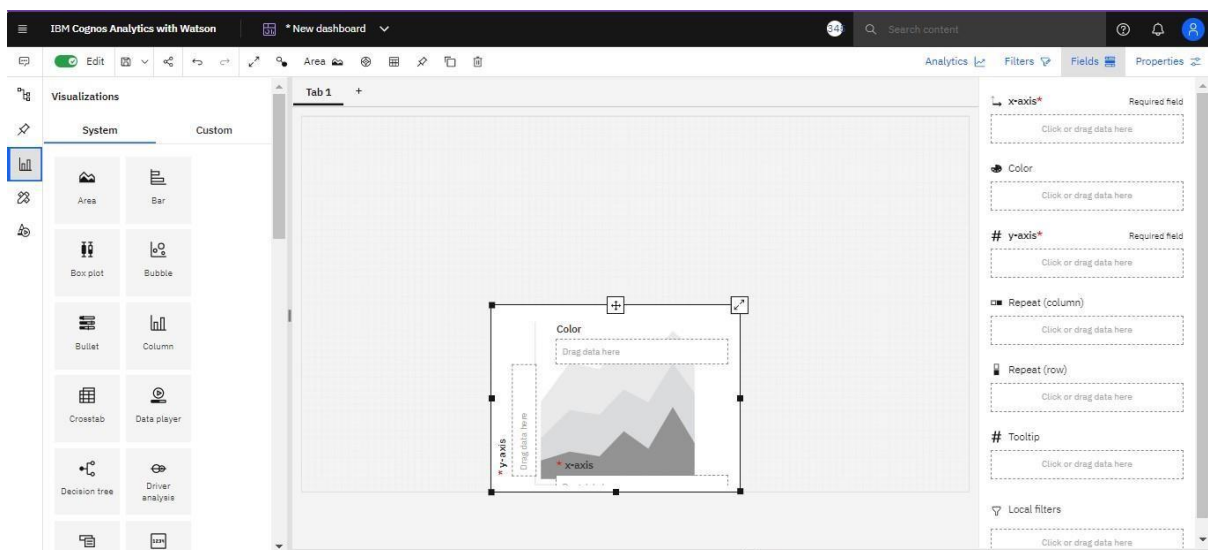 IBM Cognos Analytics with Watson
* New dashboard
Search content
Edit
Area
Analytics
Filters
Fields
Properties
Visualizations
System
Custom
Area
Bar
Box plot
Bubble
Bullet
Column
Crosstab
Data player
Decision tree
Driver
analysis
Tab 1 +
Color
Drag data here
* y-axis
Drag data here
* x-axis
x-axis* Required field
Click or drag data here
Color
Click or drag data here
# y-axis* Required field
Click or drag data here
Repeat (column)
Click or drag data here
Repeat (row)
Click or drag data here
# Tooltip
Click or drag data here
Local filters
Click or drag data here